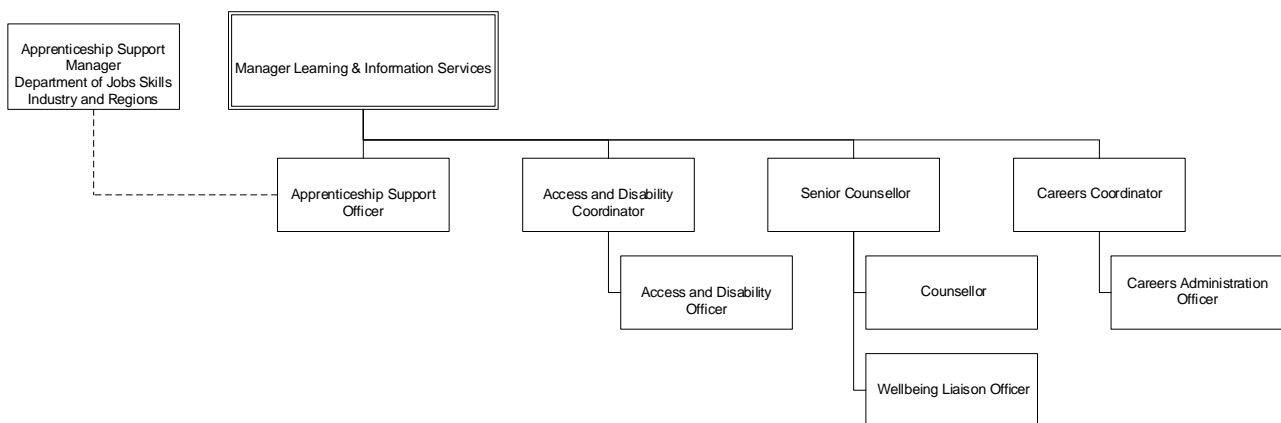 Apprenticeship Support
Manager
Department of Jobs Skills
Industry and Regions
Manager Learning & Information Services
Apprenticeship Support
Officer
Access and Disability
Coordinator
Senior Counsellor
Careers Coordinator
Access and Disability
Officer
Counsellor
Careers Administration
Officer
Wellbeing Liaison Officer